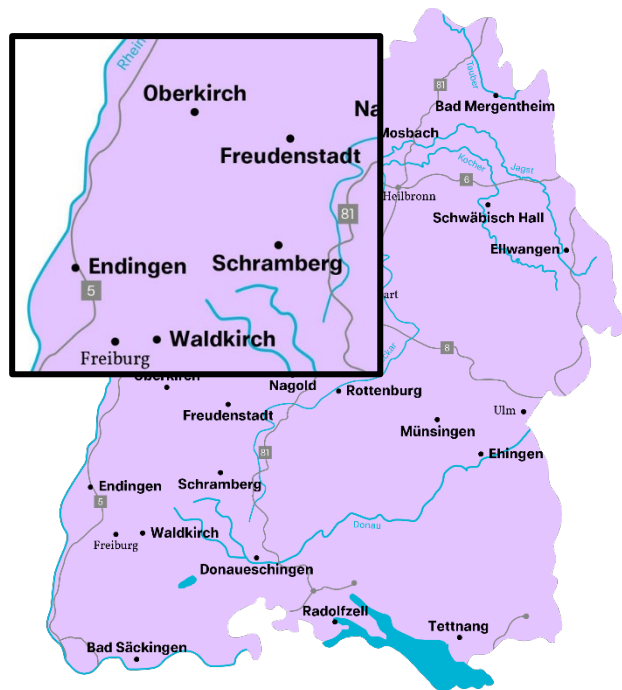 Rhein
Oberkirch
Na
Freudenstadt
81
Endingen
Schramberg
5
Waldkirch
Freiburg
Tauber
81
Bad Mergentheim
Mosbach
Kocher
Jagst
6
Heilbronn
Schwäbisch Hall
Ellwangen
art
ckar
8
Oberkirch
Nagold
Rottenburg
Freudenstadt
Ulm
Münsingen
81
Ehingen
Schramberg
Endingen
5
Waldkirch
Freiburg
Donau
Donaueschingen
Radolfzell
Tettnang
Bad Säckingen